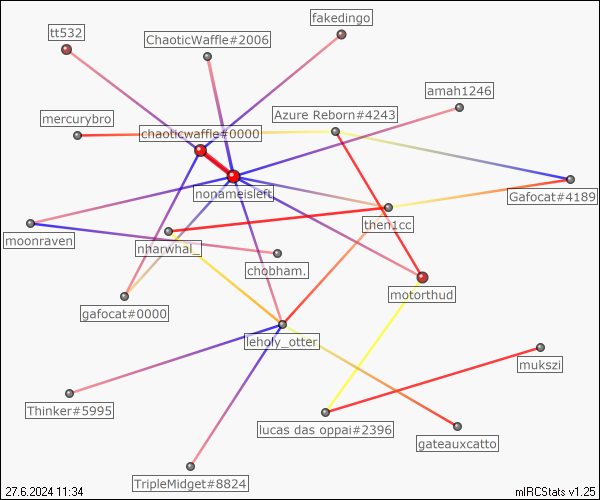 fakedingo
tt532
ChaoticWaffle#2006
amah1246
Azure Reborn#4243
mercurybro
chaoticwaffle#0000
nonameisleft
Gafocat#4189
then1cc
moonraven
nharwhal_
chobham.
motorthud
gafocat#0000
leholy_otter
mukszi
Thinker#5995
lucas das oppai#2396
gateauxcatto
TripleMidget#8824
27.6.2024 11:34
mIRCStats v1.25